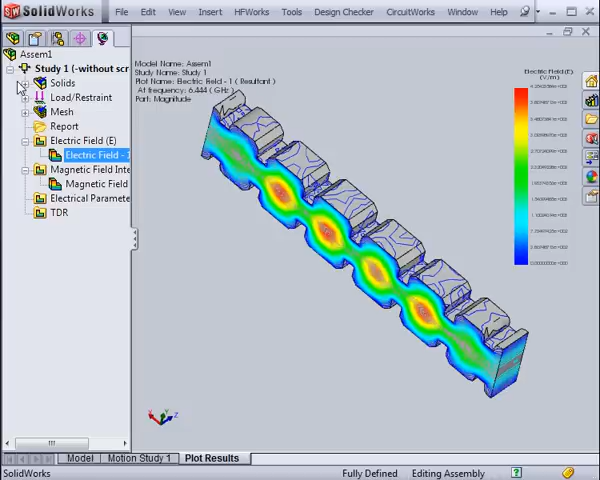 SolidWorks File Edit View Insert HFWorks Tools Design Checker CircuitWorks Window Help
Assem1
Study 1 (-without scr
Solids
Load/Restraint
Mesh
Report
Electric Field (E)
Electric Field - 1
Magnetic Field Inte
Magnetic Field
Electrical Paramete
TDR
Model Name: Assem1
Study Name: Study 1
Plot Name: Electric Field - 1 ( Resultant )
At frequency: 6.444 ( GHz )
Part: Magnitude
Electric Field(E)
(V/m)
Model Motion Study 1 Plot Results
SolidWorks Fully Defined Editing Assembly